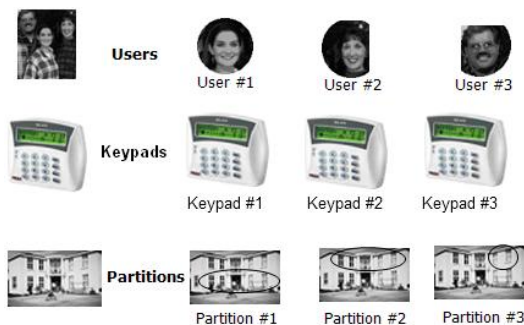 Users
User #1
User #2
User #3
Keypads
Keypad #1
Keypad #2
Keypad #3
Partitions
Partition #1
Partition #2
Partition #3